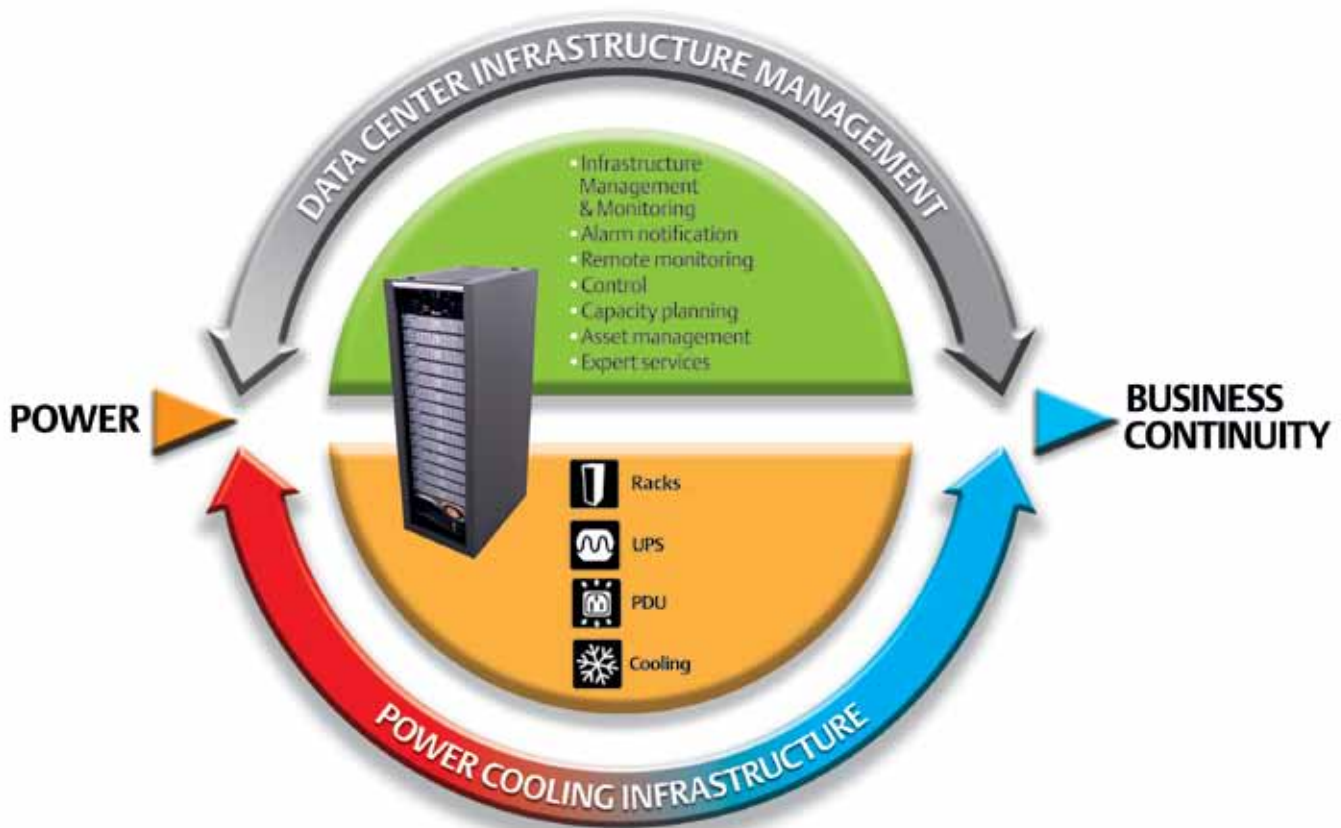 DATA CENTER INFRASTRUCTURE MANAGEMENT
• Infrastructure
Management
& Monitoring
• Alarm notification
• Remote monitoring
• Control
• Capacity planning
• Asset management
• Expert services
POWER
BUSINESS
CONTINUITY
Racks
UPS
PDU
Cooling
POWER COOLING INFRASTRUCTURE